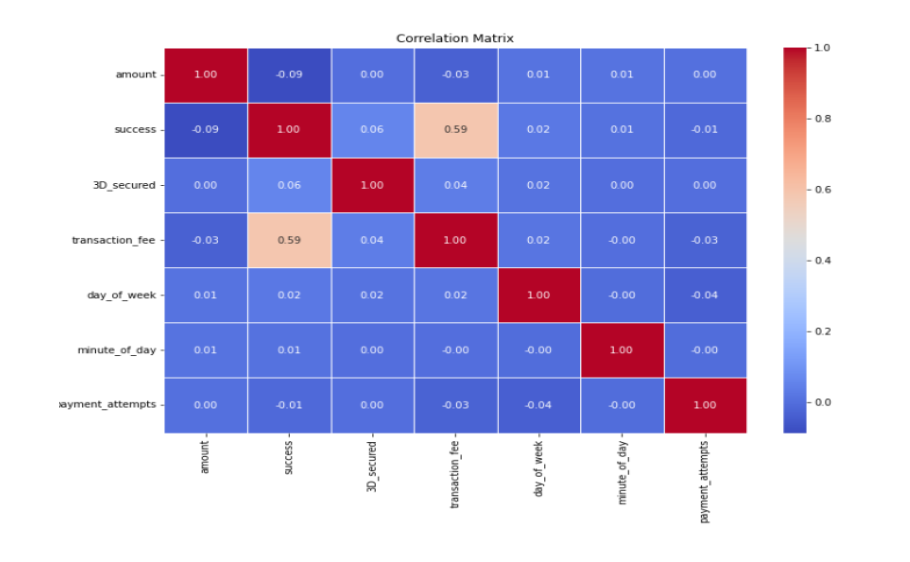 Correlation Matrix
amount 1.00 -0.09 0.00 -0.03 0.01 0.01 0.00
success -0.09 1.00 0.06 0.59 0.02 0.01 -0.01
3D_secured 0.00 0.06 1.00 0.04 0.02 0.00 0.00
transaction_fee -0.03 0.59 0.04 1.00 0.02 -0.00 -0.03
day_of_week 0.01 0.02 0.02 0.02 1.00 -0.00 -0.04
minute_of_day 0.01 0.01 0.00 -0.00 -0.00 1.00 -0.00
ayment_attempts 0.00 -0.01 0.00 -0.03 -0.04 -0.00 1.00
amount success 3D_secured transaction_fee day_of_week minute_of_day payment_attempts
1.0
0.8
0.6
0.4
0.2
0.0